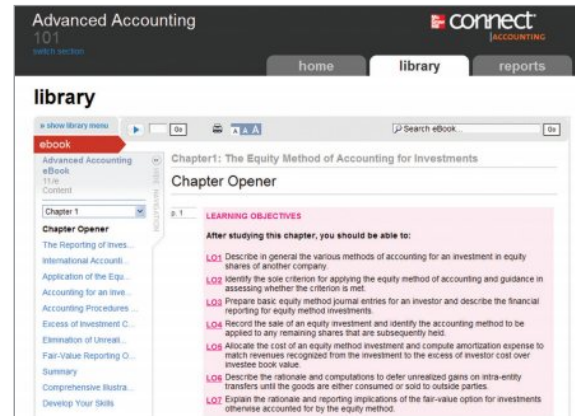 Advanced Accounting
101
switch section
connect
ACCOUNTING
home
library
reports
library
show library menu
Go
A A A
Search eBook...
Go
ebook
Advanced Accounting
eBook
11/e
Content
Chapter 1
Chapter Opener
The Reporting of Inves...
International Accounti...
Application of the Equ...
Accounting for an Inve...
Accounting Procedures ...
Excess of Investment C...
Elimination of Unreali...
Fair-Value Reporting O...
Summary
Comprehensive Illustra...
Develop Your Skills
HIDE NAVIGATION
Chapter1: The Equity Method of Accounting for Investments
Chapter Opener
p. 1
LEARNING OBJECTIVES
After studying this chapter, you should be able to:
LO1 Describe in general the various methods of accounting for an investment in equity
shares of another company.
LO2 Identify the sole criterion for applying the equity method of accounting and guidance in
assessing whether the criterion is met.
LO3 Prepare basic equity method journal entries for an investor and describe the financial
reporting for equity method investments.
LO4 Record the sale of an equity investment and identify the accounting method to be
applied to any remaining shares that are subsequently held.
LO5 Allocate the cost of an equity method investment and compute amortization expense to
match revenues recognized from the investment to the excess of investor cost over
investee book value.
LO6 Describe the rationale and computations to defer unrealized gains on intra-entity
transfers until the goods are either consumed or sold to outside parties.
LO7 Explain the rationale and reporting implications of the fair-value option for investments
otherwise accounted for by the equity method.